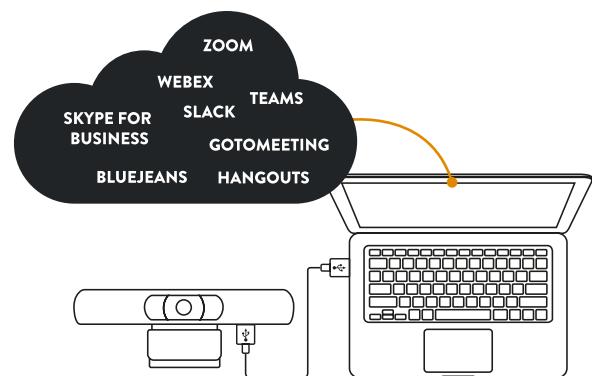 ZOOM
WEBEX
TEAMS
SLACK
SKYPE FOR
BUSINESS
GOTOMEETING
BLUEJEANS
HANGOUTS